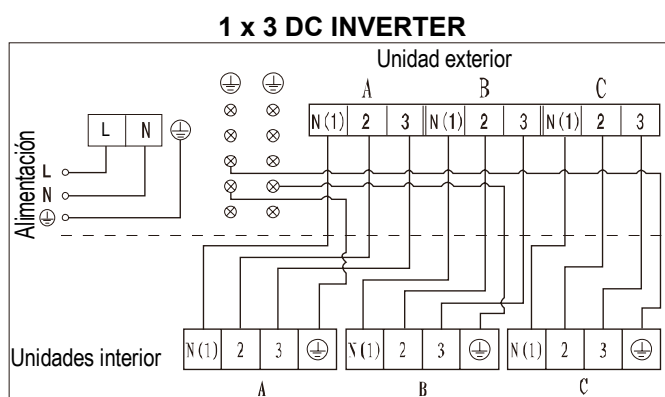 1 x 3 DC INVERTER
Unidad exterior
A B C
N(1) 2 3 N(1) 2 3 N(1) 2 3
L N
Alimentación
L
N
Unidades interior
N(1) 2 3 N(1) 2 3 N(1) 2 3
A B C